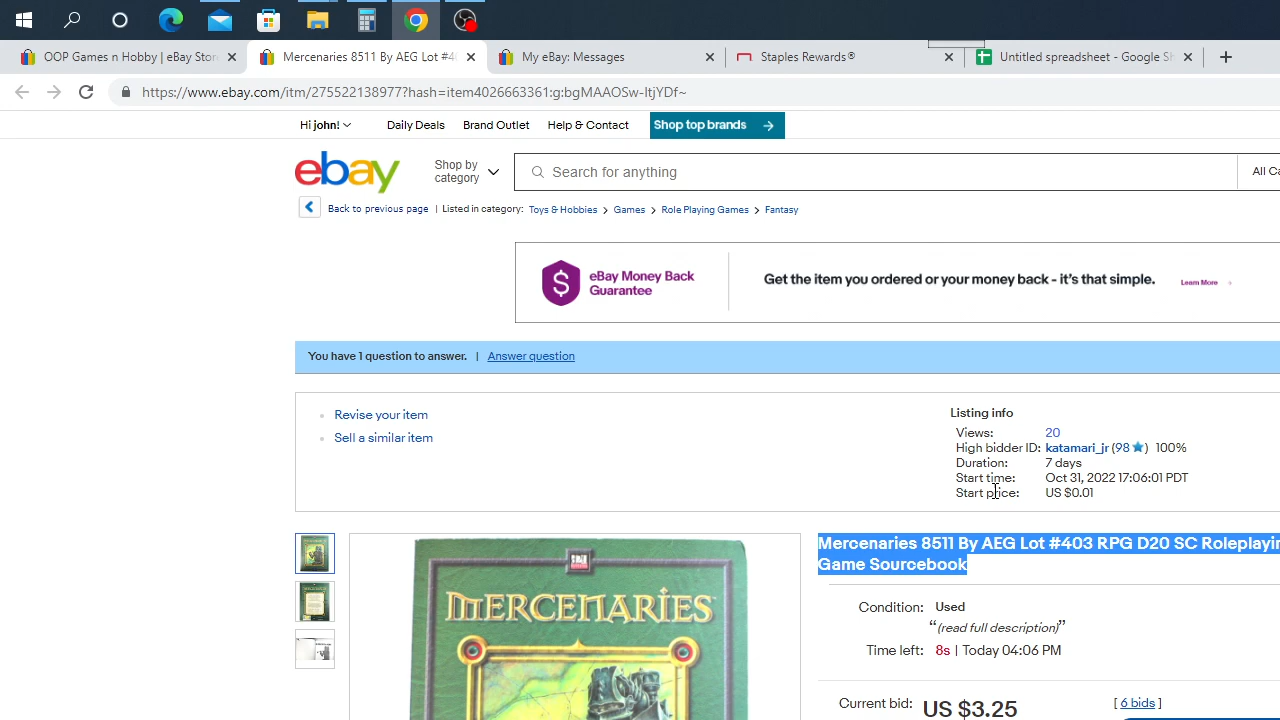 OOP Games n Hobby | eBay Stor
Mercenaries 8511 By AEG Lot #40
My eBay: Messages
Staples Rewards®
Untitled spreadsheet - Google Sh
https://www.ebay.com/itm/275522138977?hash=item4026663361:g:bgMAAOSw-ltjYDf~
Hi john!
Daily Deals
Brand Outlet
Help & Contact
Shop top brands
ebay
Shop by
category
Search for anything
All Ca
Back to previous page | Listed in category: Toys & Hobbies > Games > Role Playing Games > Fantasy
eBay Money Back
Guarantee
Get the item you ordered or your money back - it's that simple.
Learn More
You have 1 question to answer. | Answer question
Revise your item
Sell a similar item
Listing info
Views: 20
High bidder ID: katamari_jr (98) 100%
Duration: 7 days
Start time: Oct 31, 2022 17:06:01 PDT
Start price: US $0.01
MERCENARIES
Mercenaries 8511 By AEG Lot #403 RPG D20 SC Roleplayin
Game Sourcebook
Condition: Used
“(read full description)”
Time left: 8s | Today 04:06 PM
Current bid: US $3.25 [ 6 bids ]